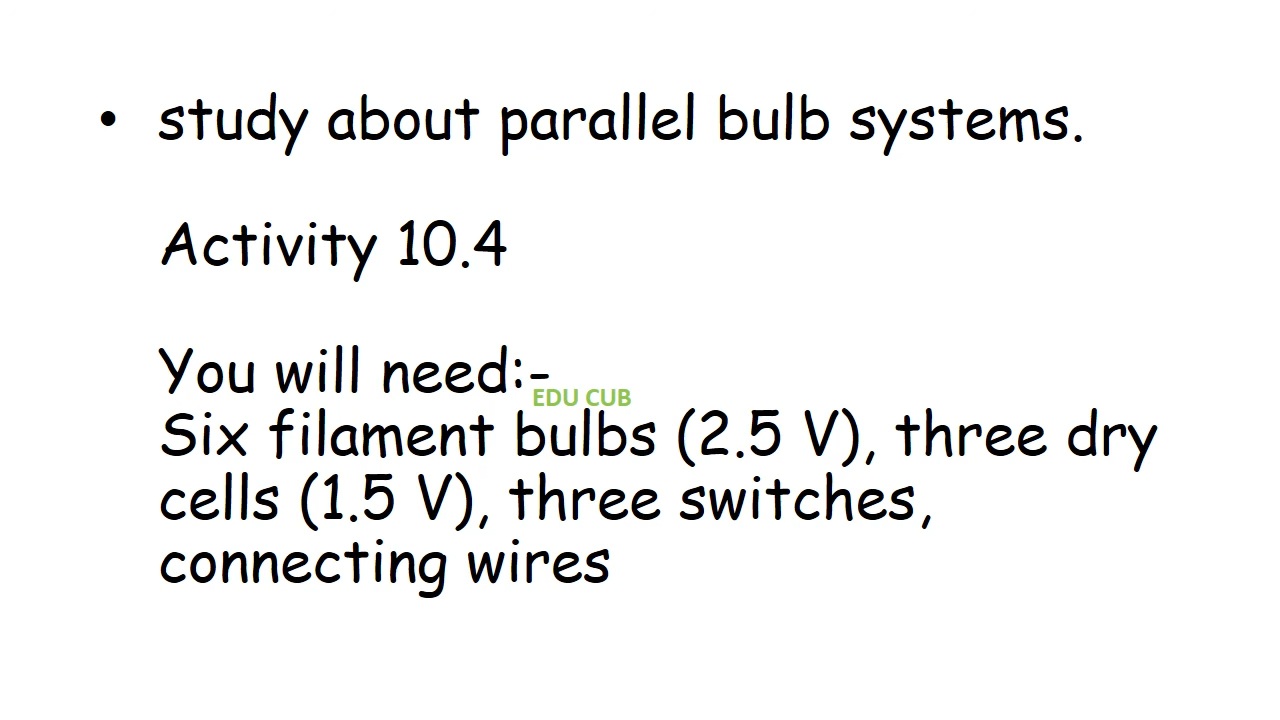 • study about parallel bulb systems.
Activity 10.4
You will need:-
EDU CUB
Six filament bulbs (2.5 V), three dry
cells (1.5 V), three switches,
connecting wires